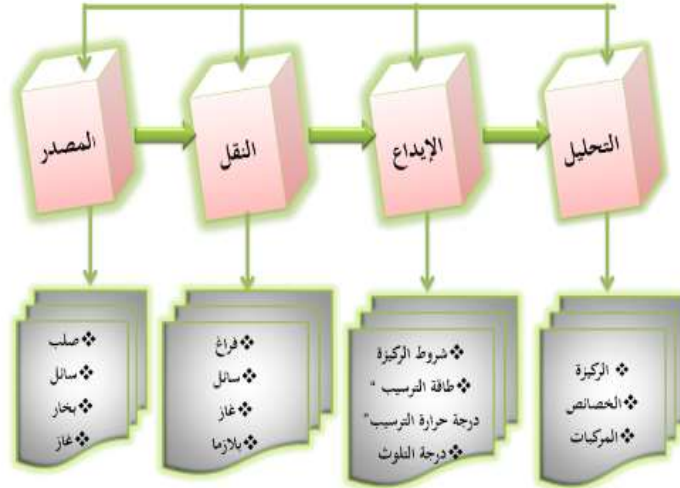 المصدر
النقل
الإيداع
التحليل
❖صلب
❖سائل
❖بخار
❖غاز
❖فراغ
❖سائل
❖غاز
❖بلازما
❖شروط الركيزة
❖طاقة الترسيب "
درجة حرارة الترسيب"
❖درجة التلوث
❖الركيزة
❖الخصائص
❖المركبات